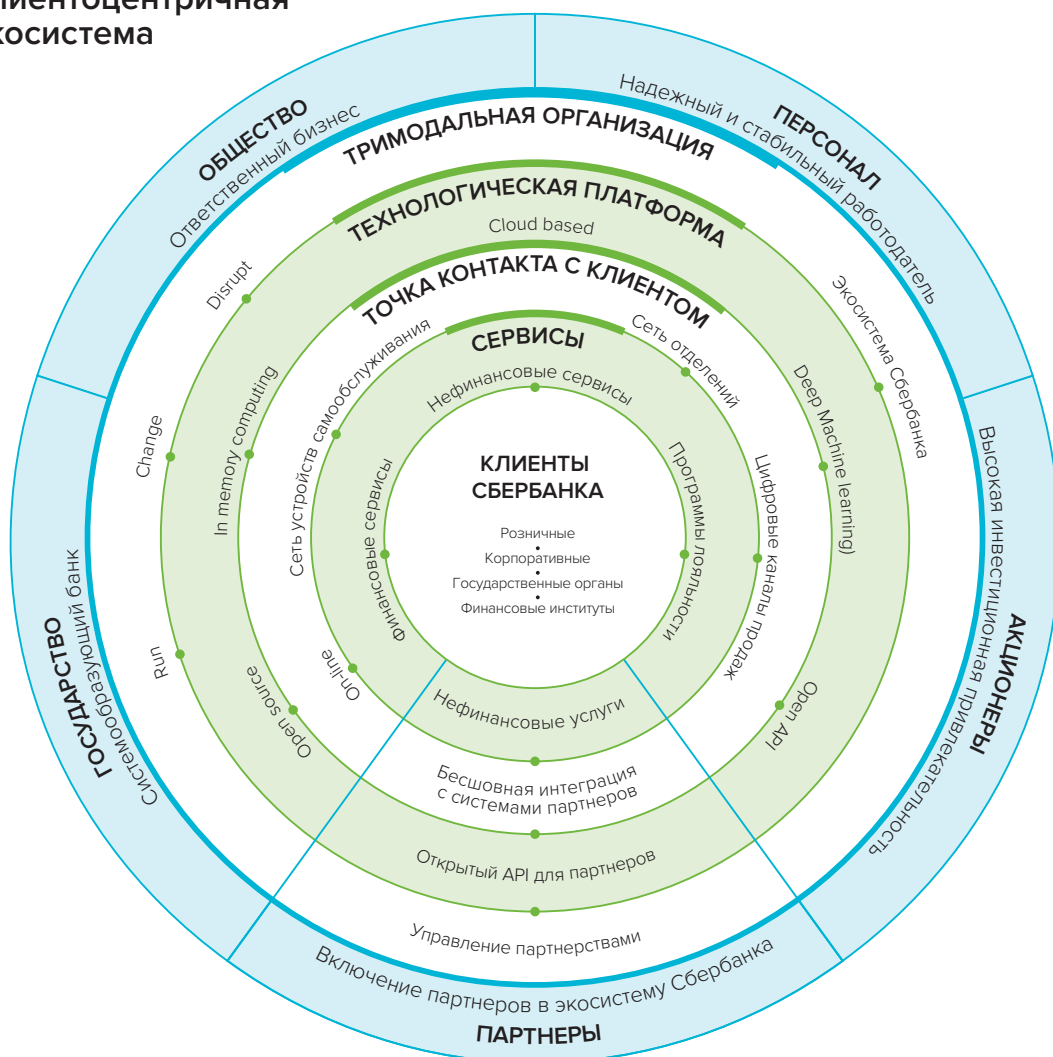 лиентоцентричная
косистема
ОБЩЕСТВО
Ответственный бизнес
ПЕРСОНАЛ
Надежный и стабильный работодатель
ТРИМОДАЛЬНАЯ ОРГАНИЗАЦИЯ
Disrupt
Change
Run
Экосистема Сбербанка
ТЕХНОЛОГИЧЕСКАЯ ПЛАТФОРМА
Cloud based
In memory computing
Open source
Deep Machine learning)
Open API
ТОЧКА КОНТАКТА С КЛИЕНТОМ
Сеть устройств самообслуживания
On-line
Сеть отделений
Цифровые каналы продаж
СЕРВИСЫ
Нефинансовые сервисы
Финансовые сервисы
Программы лояльности
КЛИЕНТЫ
СБЕРБАНКА
Розничные
•
Корпоративные
•
Государственные органы
•
Финансовые институты
Нефинансовые услуги
Бесшовная интеграция
с системами партнеров
Открытый API для партнеров
Управление партнерствами
ГОСУДАРСТВО
Системообразующий банк
АКЦИОНЕРЫ
Высокая инвестиционная привлекательность
Включение партнеров в экосистему Сбербанка
ПАРТНЕРЫ